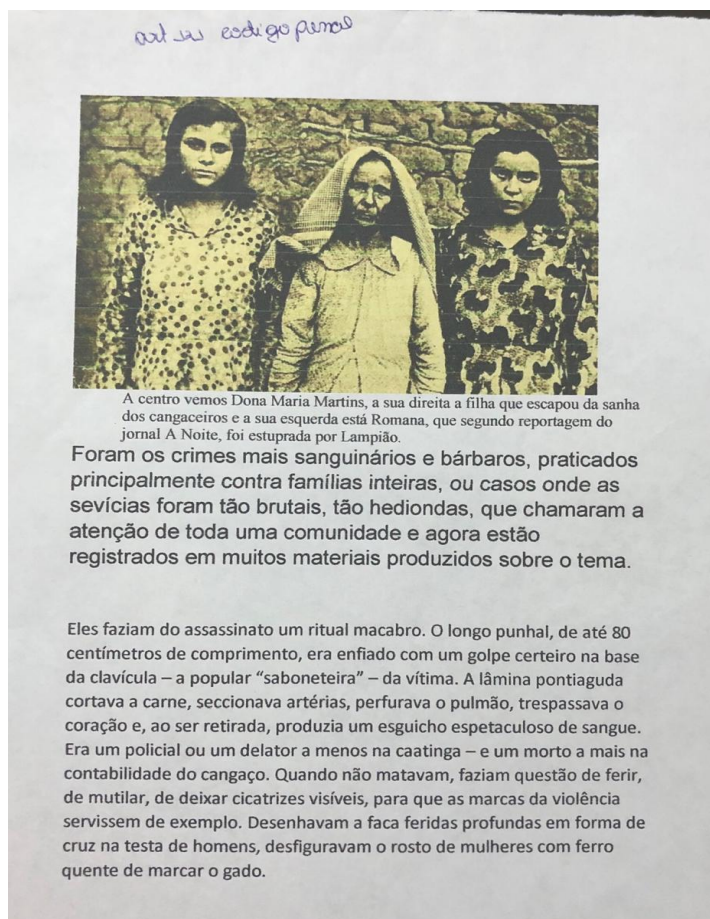 art codigo penal
A centro vemos Dona Maria Martins, a sua direita a filha que escapou da sanha
dos cangaceiros e a sua esquerda está Romana, que segundo reportagem do
jornal A Noite, foi estuprada por Lampião.
Foram os crimes mais sanguinários e bárbaros, praticados
principalmente contra famílias inteiras, ou casos onde as
sevícias foram tão brutais, tão hediondas, que chamaram a
atenção de toda uma comunidade e agora estão
registrados em muitos materiais produzidos sobre o tema.
Eles faziam do assassinato um ritual macabro. O longo punhal, de até 80
centímetros de comprimento, era enfiado com um golpe certeiro na base
da clavícula – a popular “saboneteira” – da vítima. A lâmina pontiaguda
cortava a carne, seccionava artérias, perfurava o pulmão, trespassava o
coração e, ao ser retirada, produzia um esguicho espetaculoso de sangue.
Era um policial ou um delator a menos na caatinga – e um morto a mais na
contabilidade do cangaço. Quando não matavam, faziam questão de ferir,
de mutilar, de deixar cicatrizes visíveis, para que as marcas da violência
servissem de exemplo. Desenhavam a faca feridas profundas em forma de
cruz na testa de homens, desfiguravam o rosto de mulheres com ferro
quente de marcar o gado.